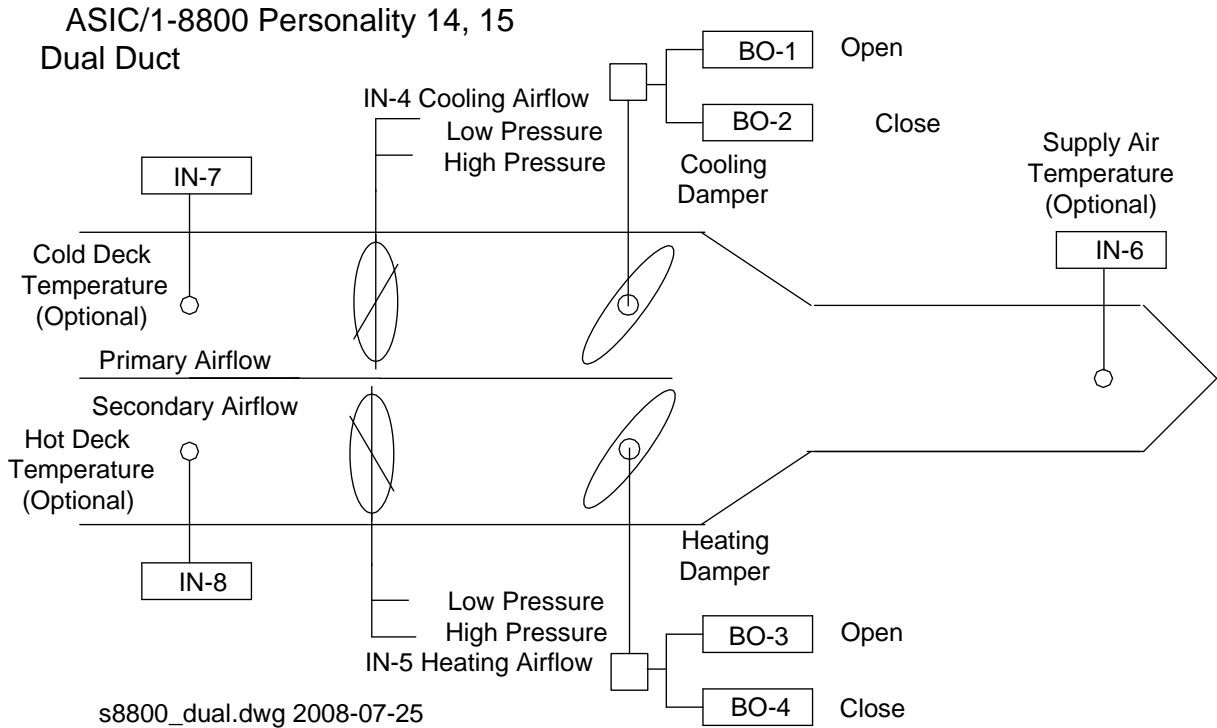 ASIC/1-8800 Personality 14, 15
Dual Duct
BO-1
Open
IN-4 Cooling Airflow
Low Pressure
High Pressure
BO-2
Close
Cooling
Damper
Supply Air
Temperature
(Optional)
IN-7
IN-6
Cold Deck
Temperature
(Optional)
Primary Airflow
Secondary Airflow
Hot Deck
Temperature
(Optional)
IN-8
Heating
Damper
Low Pressure
High Pressure
IN-5 Heating Airflow
BO-3
Open
BO-4
Close
s8800_dual.dwg 2008-07-25